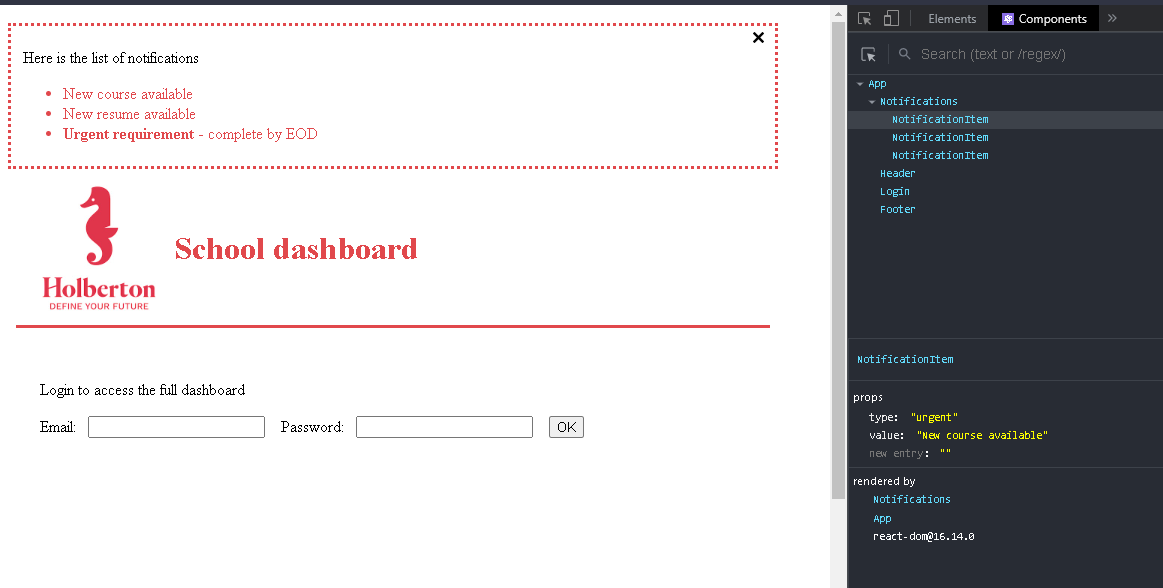 Here is the list of notifications
New course available
New resume available
Urgent requirement - complete by EOD
Holberton
DEFINE YOUR FUTURE
School dashboard
Login to access the full dashboard
Email: Password: OK
Elements Components
Search (text or /regex/)
App
Notifications
NotificationItem
NotificationItem
NotificationItem
Header
Login
Footer
NotificationItem
props
type: "urgent"
value: "New course available"
new entry: ""
rendered by
Notifications
App
react-dom@16.14.0